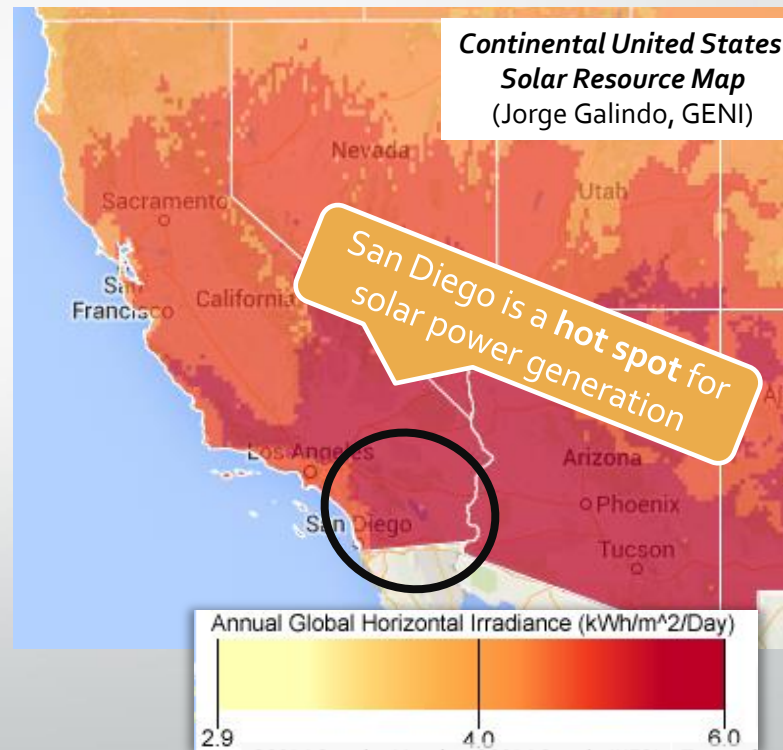 Continental United States
Solar Resource Map
(Jorge Galindo, GENI)
Nevada
Utah
Sacramento
San Diego is a hot spot for
solar power generation
San
Francisco
California
Los Angeles
Arizona
Phoenix
San Diego
Tucson
Annual Global Horizontal Irradiance (kWh/m^2/Day)
2.9 4.0 6.0